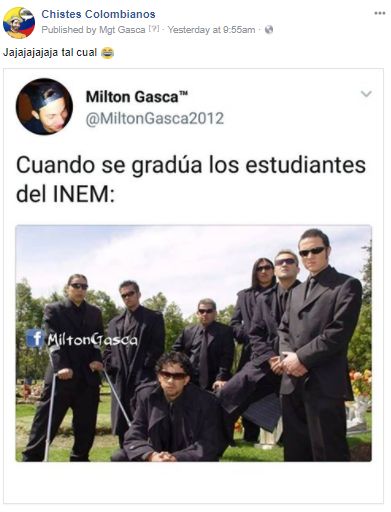 Chistes Colombianos
Published by Mgt Gasca [?] · Yesterday at 9:55am ·
Jajajajajaja tal cual 😂
Milton Gasca™
@MiltonGasca2012
Cuando se gradúa los estudiantes
del INEM:
f MiltonGasca